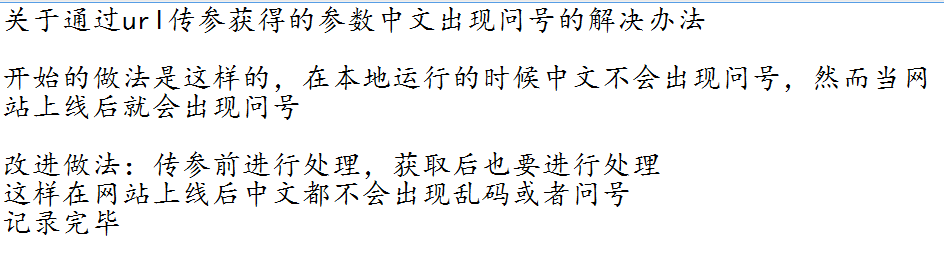 关于通过url传参获得的参数中文出现问号的解决办法
开始的做法是这样的，在本地运行的时候中文不会出现问号，然而当网
站上线后就会出现问号
改进做法：传参前进行处理，获取后也要进行处理
这样在网站上线后中文都不会出现乱码或者问号
记录完毕